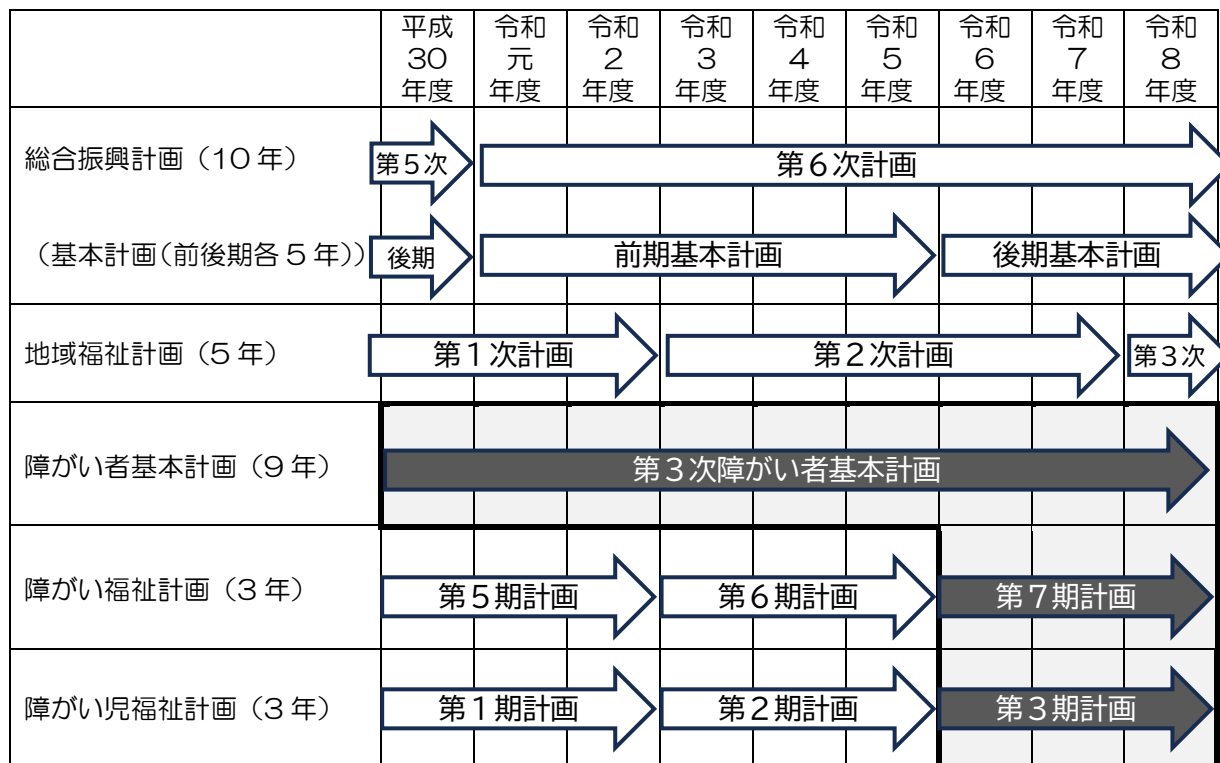 平成 令和 令和 令和 令和 令和 令和 令和 令和
30 元 2 3 4 5 6 7 8
年度 年度 年度 年度 年度 年度 年度 年度 年度
総合振興計画（10年） 第5次 第6次計画
（基本計画（前後期各5年）） 後期 前期基本計画 後期基本計画
地域福祉計画（5年） 第1次計画 第2次計画 第3次
障がい者基本計画（9年） 第3次障がい者基本計画
障がい福祉計画（3年） 第5期計画 第6期計画 第7期計画
障がい児福祉計画（3年） 第1期計画 第2期計画 第3期計画